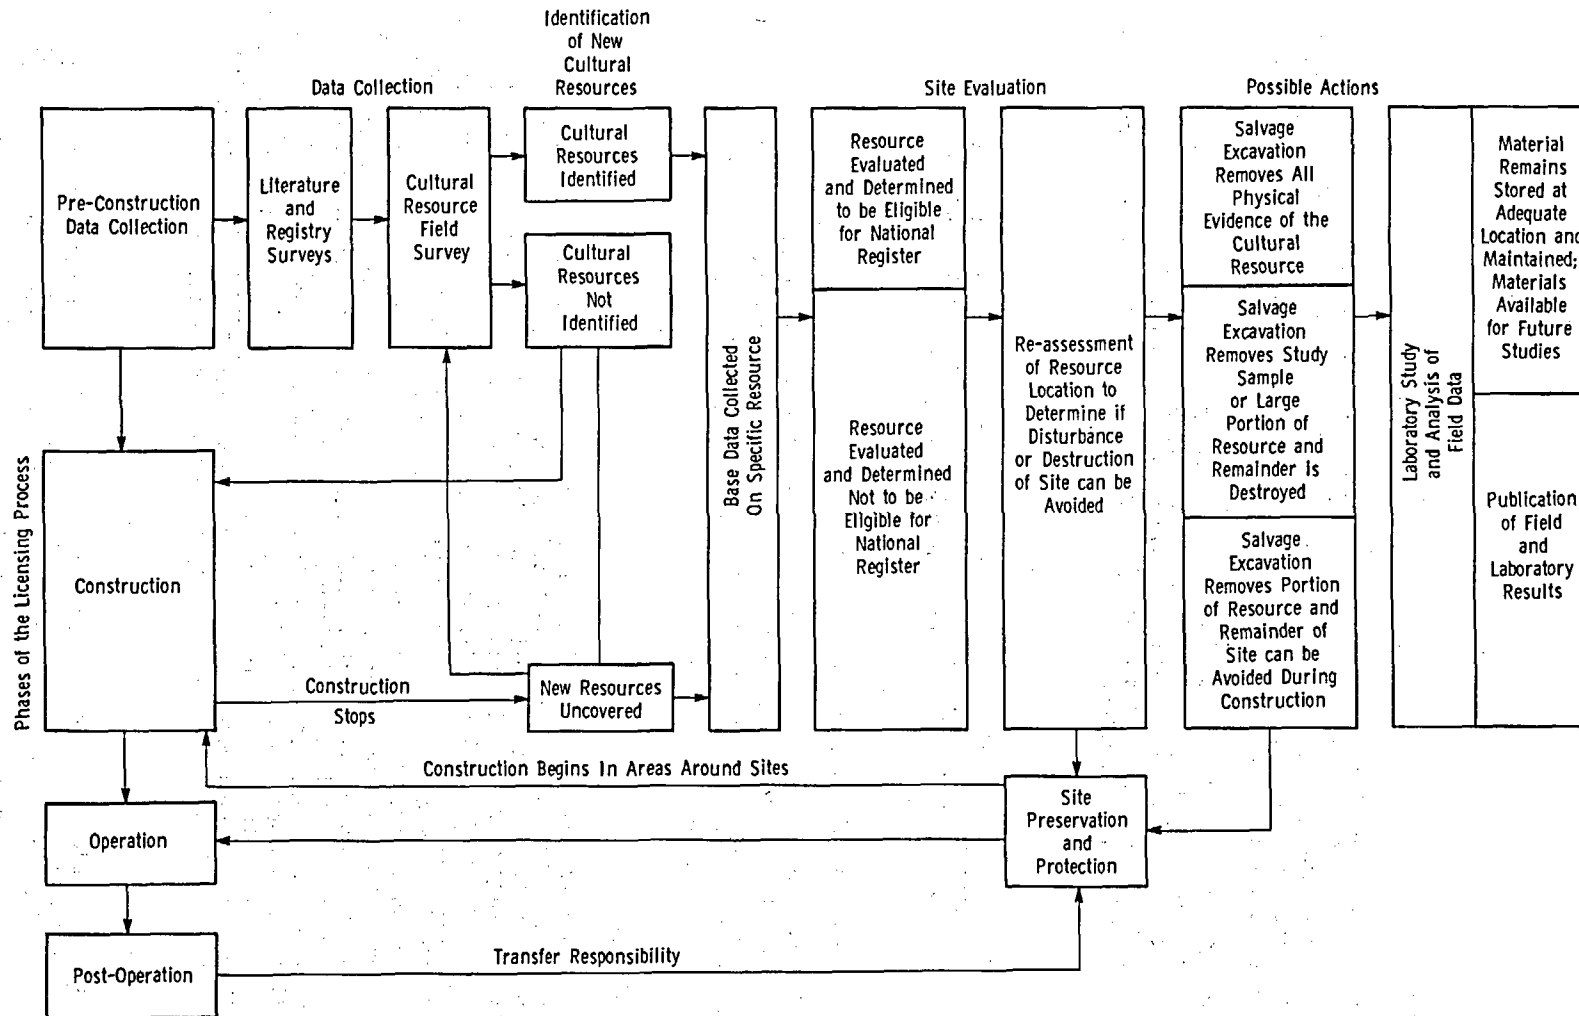 Identification
of New
Cultural
Resources
Data Collection
Site Evaluation
Possible Actions
Phases of the Licensing Process
Pre-Construction
Data Collection
Literature
and
Registry
Surveys
Cultural
Resource
Field
Survey
Cultural
Resources
Identified
Cultural
Resources
Not
Identified
Base Data Collected
On Specific Resource
Resource
Evaluated
and Determined
to be Eligible
for National
Register
Resource
Evaluated
and Determined
Not to be
Eligible for
National
Register
Re-assessment
of Resource
Location to
Determine if
Disturbance
or Destruction
of Site can be
Avoided
Salvage
Excavation
Removes All
Physical
Evidence of the
Cultural
Resource
Salvage
Excavation
Removes Study
Sample
or Large
Portion of
Resource and
Remainder is
Destroyed
Salvage
Excavation
Removes Portion
of Resource and
Remainder of
Site can be
Avoided During
Construction
Laboratory Study
and Analysis of
Field Data
Material
Remains
Stored at
Adequate
Location and
Maintained;
Materials
Available
for Future
Studies
Publication
of Field
and
Laboratory
Results
Construction
Construction
Stops
New Resources
Uncovered
Construction Begins In Areas Around Sites
Site
Preservation
and
Protection
Operation
Post-Operation
Transfer Responsibility